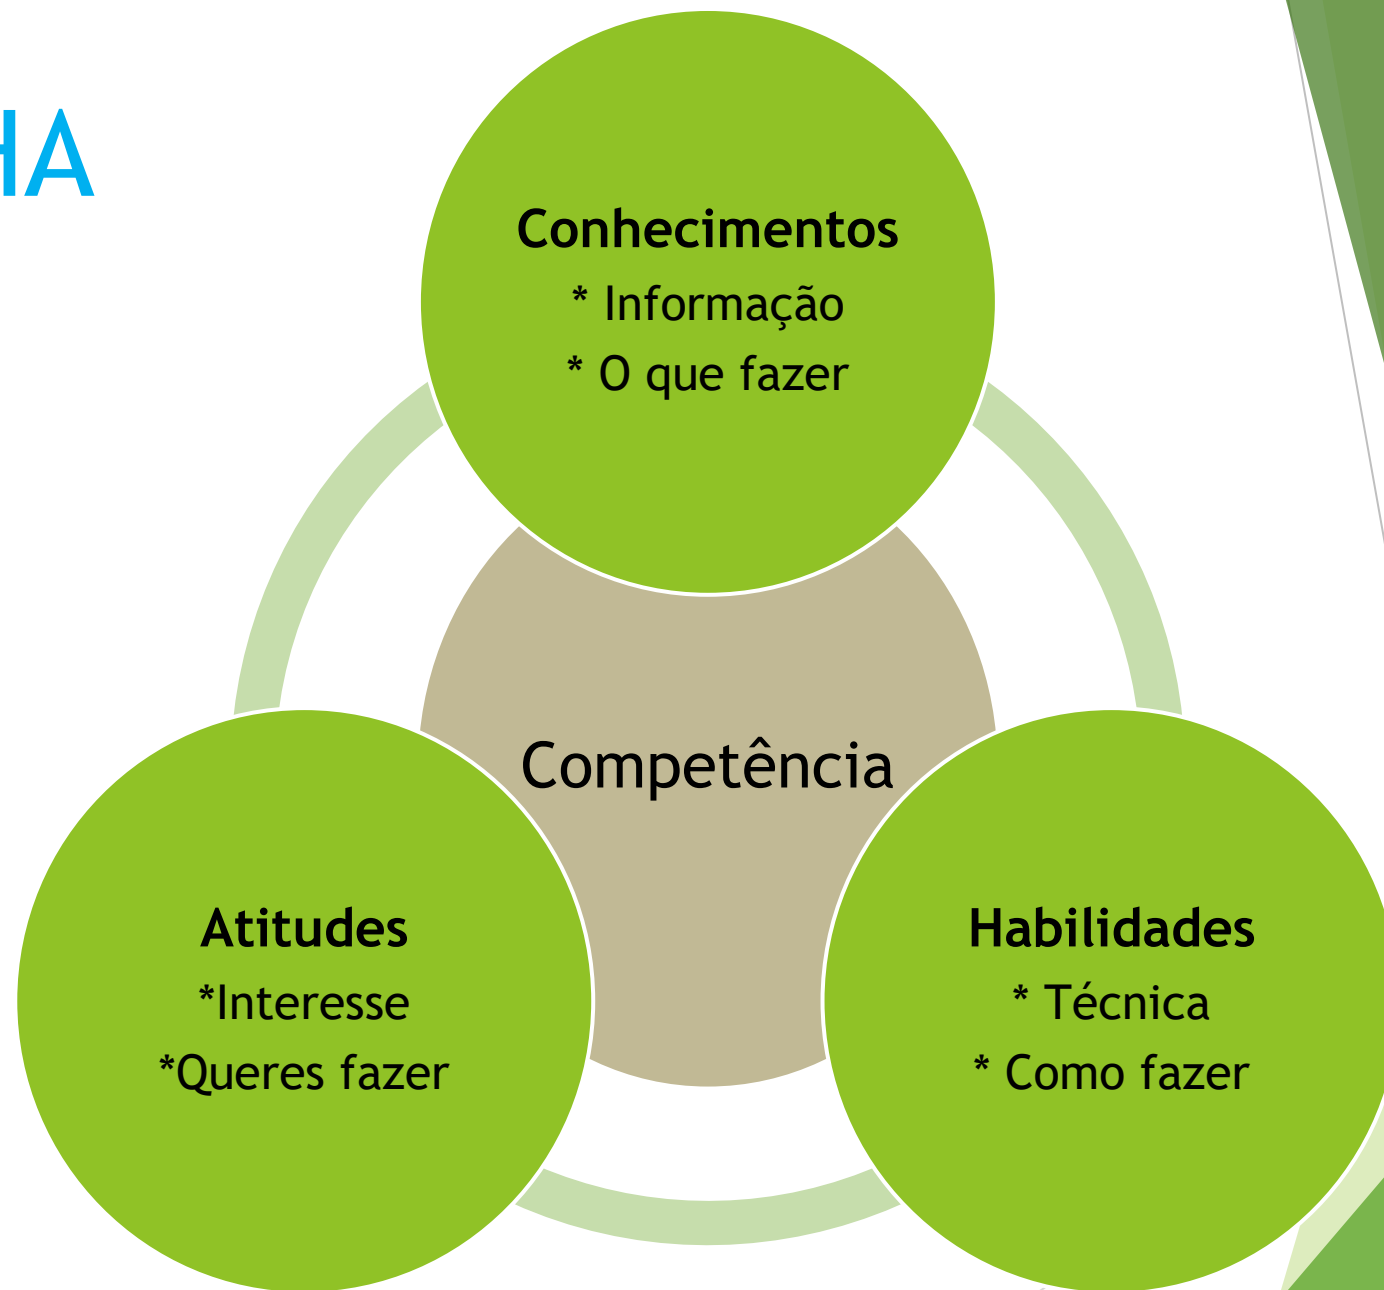 HA
Conhecimentos
* Informação
* O que fazer
Competência
Atitudes
*Interesse
*Queres fazer
Habilidades
* Técnica
* Como fazer